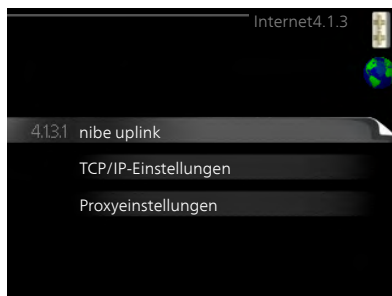 Internet4.1.3
4.1.3.1 nibe uplink
TCP/IP-Einstellungen
Proxyeinstellungen